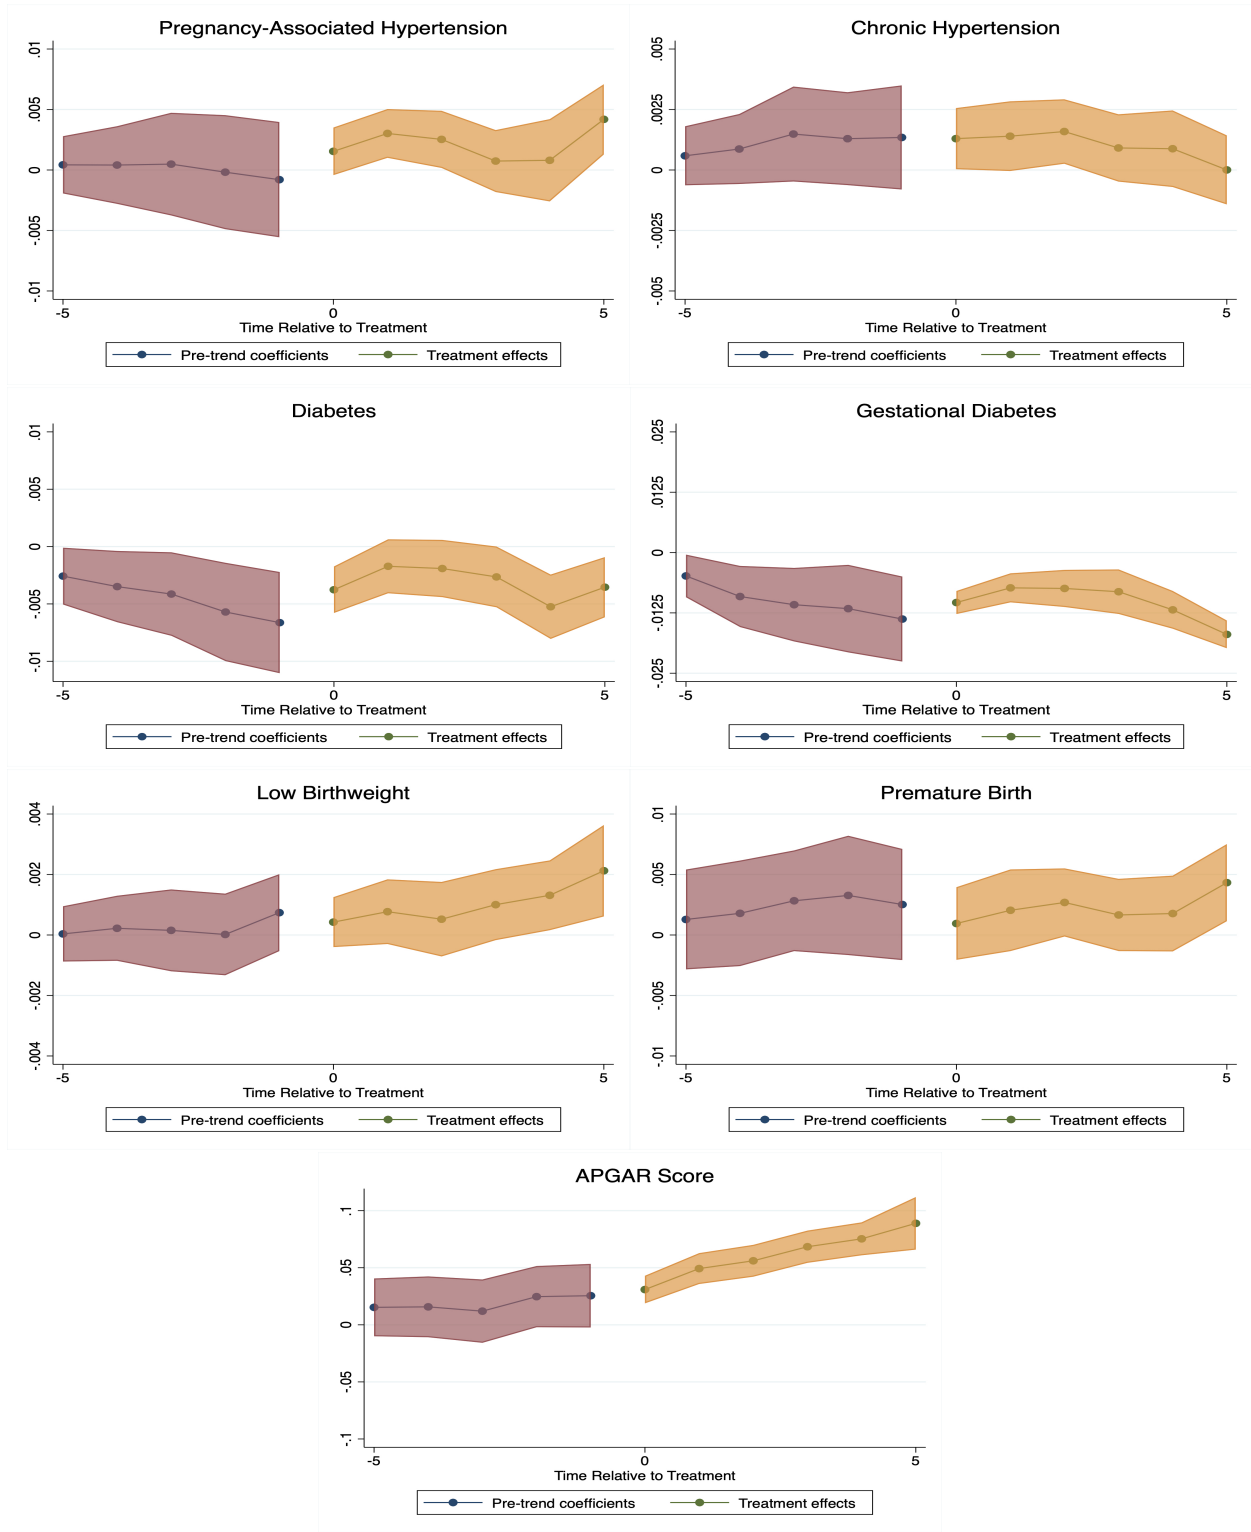 Pregnancy-Associated Hypertension
.01
.005
0
-.005
-.01
-5 0 5
Time Relative to Treatment
Pre-trend coefficients Treatment effects
Chronic Hypertension
.005
.0025
0
-.0025
-.005
-5 0 5
Time Relative to Treatment
Pre-trend coefficients Treatment effects
Diabetes
.01
.005
0
-.005
-.01
-5 0 5
Time Relative to Treatment
Pre-trend coefficients Treatment effects
Gestational Diabetes
.025
.0125
0
-.0125
-.025
-5 0 5
Time Relative to Treatment
Pre-trend coefficients Treatment effects
Low Birthweight
.004
.002
0
-.002
-.004
-5 0 5
Time Relative to Treatment
Pre-trend coefficients Treatment effects
Premature Birth
.01
.005
0
-.005
-.01
-5 0 5
Time Relative to Treatment
Pre-trend coefficients Treatment effects
APGAR Score
.1
.05
0
-.05
-.1
-5 0 5
Time Relative to Treatment
Pre-trend coefficients Treatment effects